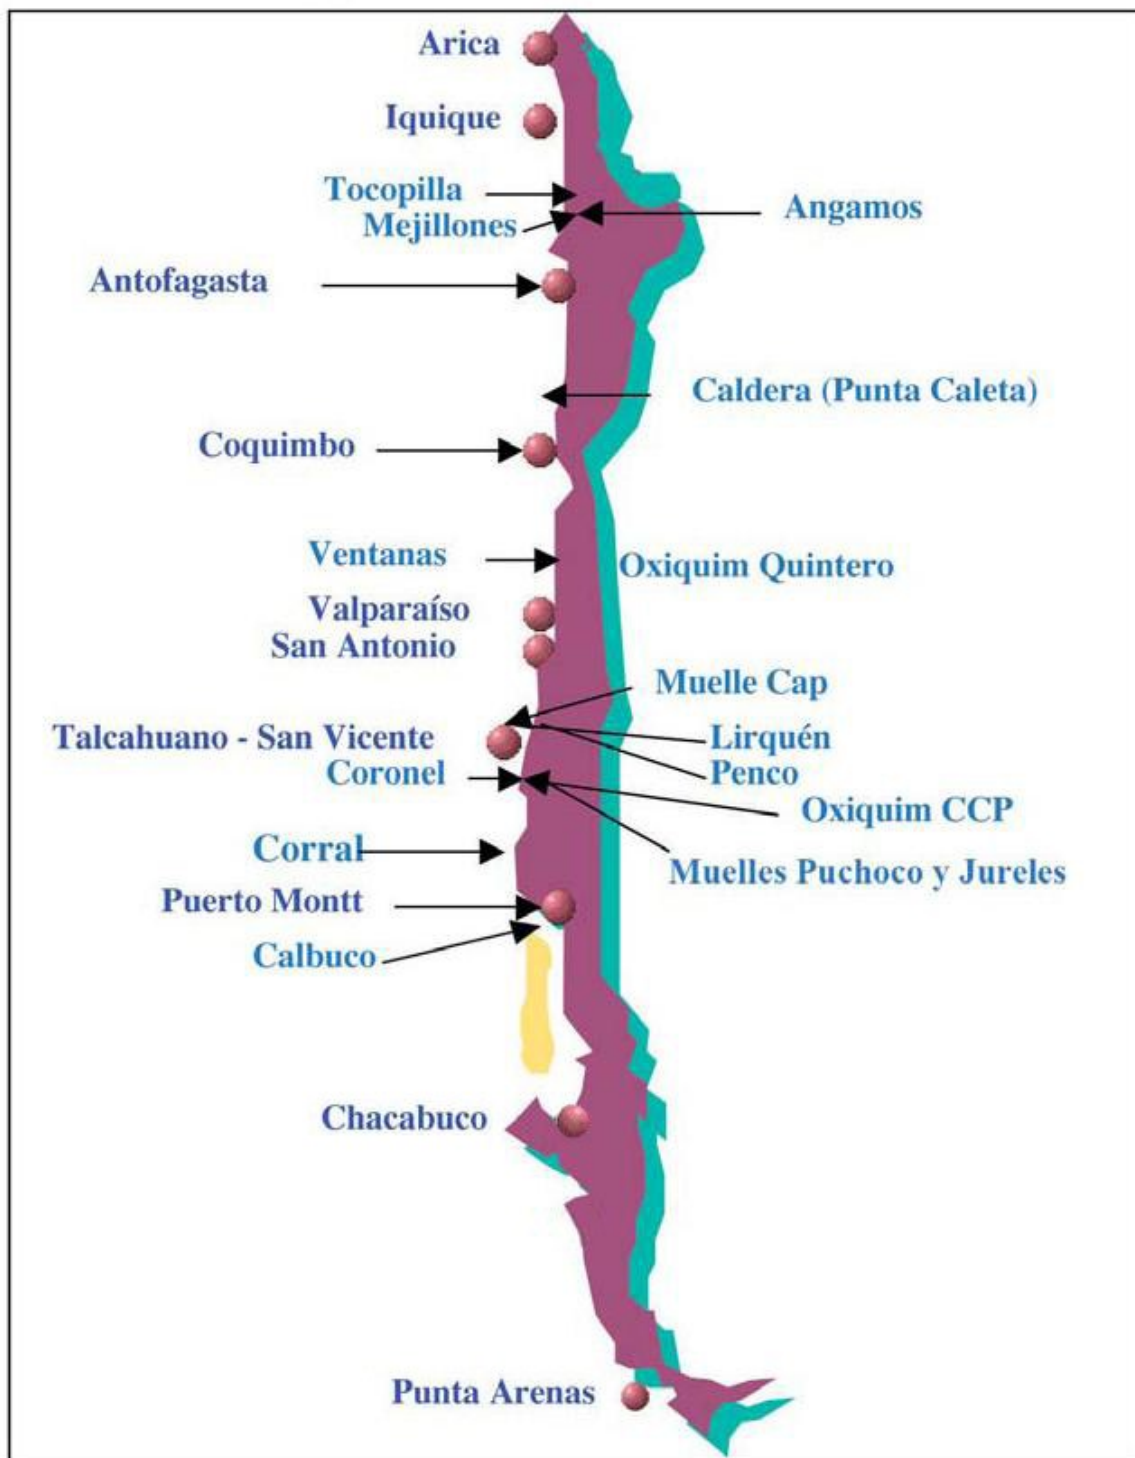 Arica
Iquique
Tocopilla
Angamos
Mejillones
Antofagasta
Caldera (Punta Caleta)
Coquimbo
Ventanas
Oxiquim Quintero
Valparaíso
San Antonio
Muelle Cap
Talcahuano - San Vicente
Lirquén
Coronel
Penco
Oxiquim CCP
Corral
Muelles Puchoco y Jureles
Puerto Montt
Calbuco
Chacabuco
Punta Arenas